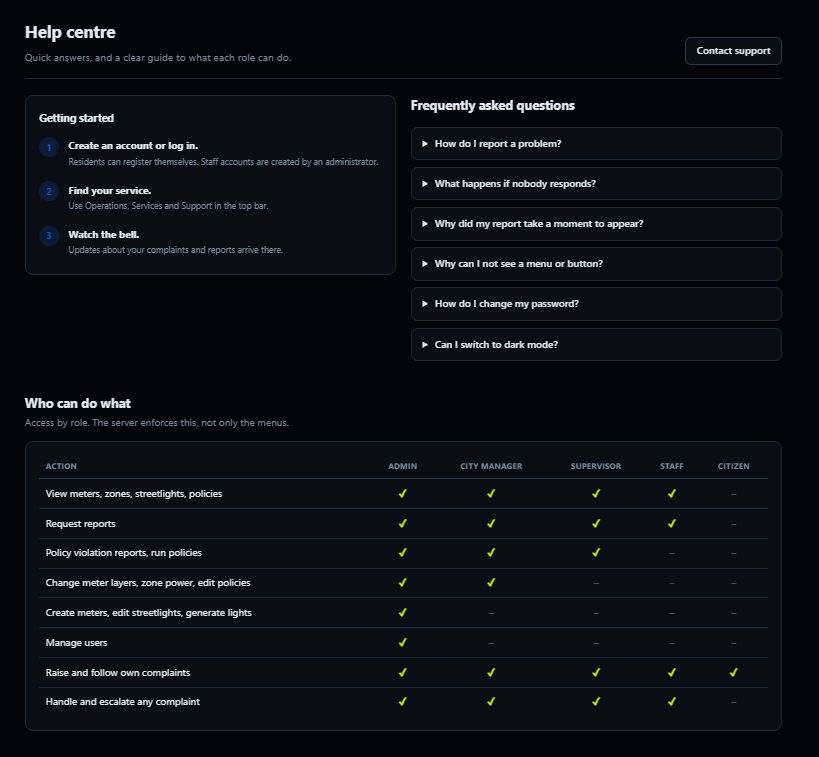 Help centre
Quick answers, and a clear guide to what each role can do.
Contact support
Getting started
1 Create an account or log in.
Residents can register themselves. Staff accounts are created by an administrator.
2 Find your service.
Use Operations, Services and Support in the top bar.
3 Watch the bell.
Updates about your complaints and reports arrive there.
Frequently asked questions
▶ How do I report a problem?
▶ What happens if nobody responds?
▶ Why did my report take a moment to appear?
▶ Why can I not see a menu or button?
▶ How do I change my password?
▶ Can I switch to dark mode?
Who can do what
Access by role. The server enforces this, not only the menus.
ACTION ADMIN CITY MANAGER SUPERVISOR STAFF CITIZEN
View meters, zones, streetlights, policies ✓ ✓ ✓ ✓ –
Request reports ✓ ✓ ✓ ✓ –
Policy violation reports, run policies ✓ ✓ ✓ – –
Change meter layers, zone power, edit policies ✓ ✓ – – –
Create meters, edit streetlights, generate lights ✓ – – – –
Manage users ✓ – – – –
Raise and follow own complaints ✓ ✓ ✓ ✓ ✓
Handle and escalate any complaint ✓ ✓ ✓ ✓ –